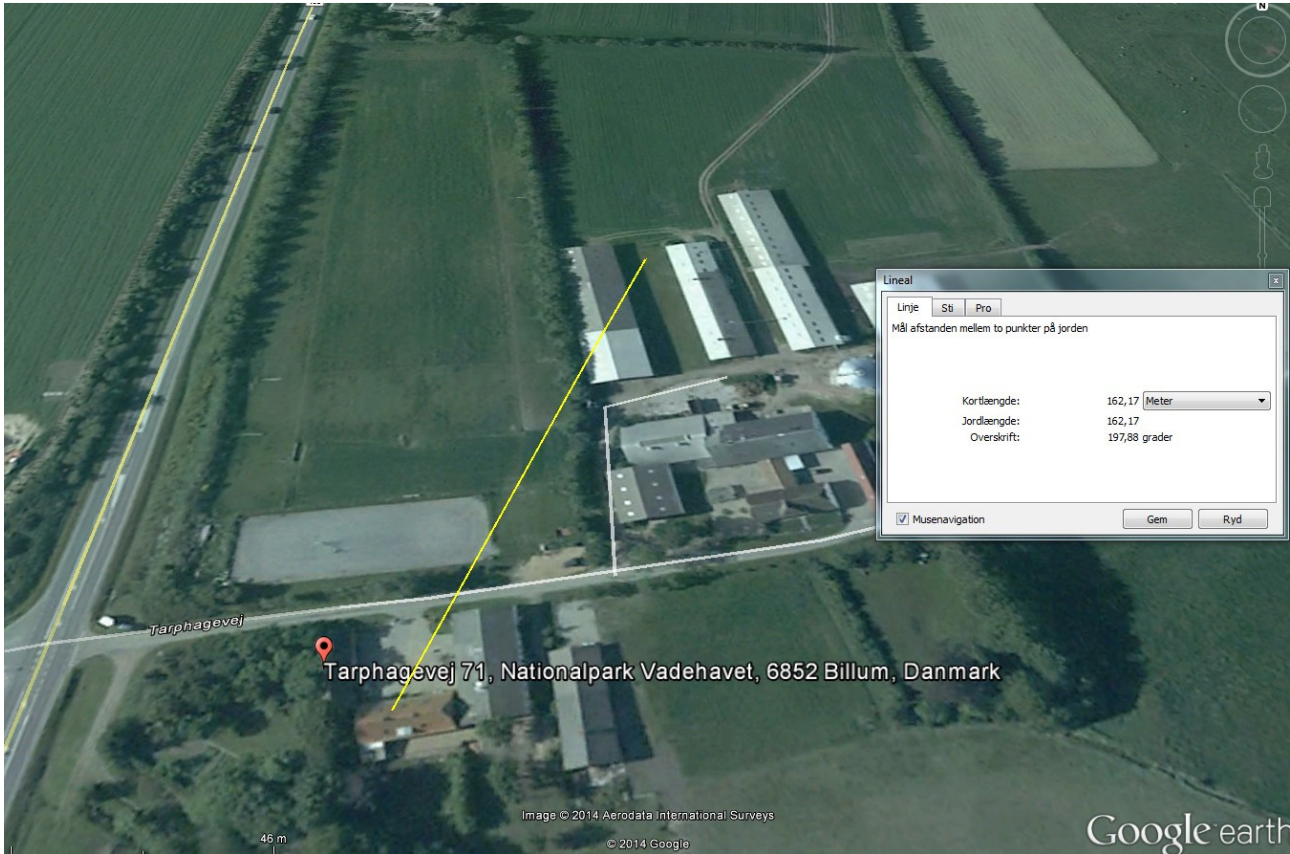 N
Lineal
Linje Sti Pro
Mål afstanden mellem to punkter på jorden
Kortlængde: 162,17 Meter
Jordlængde: 162,17
Overskrift: 197,88 grader
Musenavigation Gem Ryd
Tarphagevej
Tarphagevej 71, Nationalpark Vadehavet, 6852 Billum, Danmark
Image © 2014 Aerodata International Surveys
46 m
© 2014 Google
Google earth